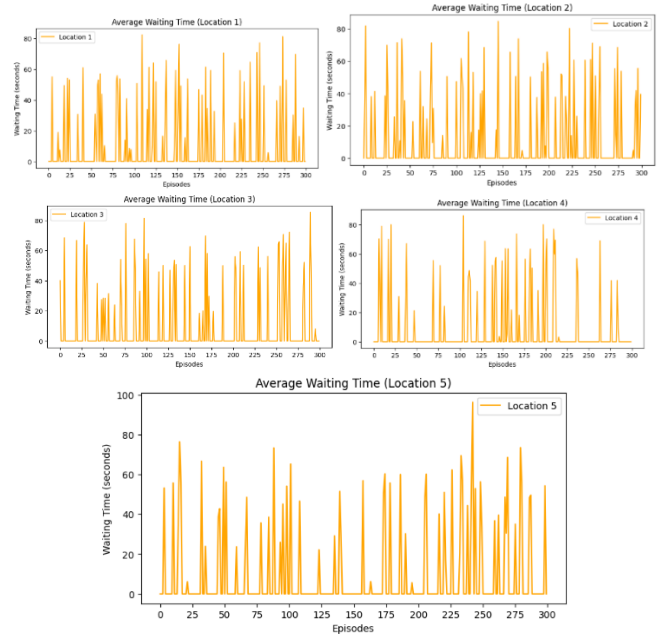 Average Waiting Time (Location 1)
Location 1
Waiting Time (seconds)
80
60
40
20
0
0 25 50 75 100 125 150 175 200 225 250 275 300
Episodes
Average Waiting Time (Location 2)
Location 2
Waiting Time (seconds)
80
60
40
20
0
0 25 50 75 100 125 150 175 200 225 250 275 300
Episodes
Average Waiting Time (Location 3)
Location 3
Waiting Time (seconds)
80
60
40
20
0
0 25 50 75 100 125 150 175 200 225 250 275 300
Episodes
Average Waiting Time (Location 4)
Location 4
Waiting Time (seconds)
80
60
40
20
0
0 25 50 75 100 125 150 175 200 225 250 275 300
Episodes
Average Waiting Time (Location 5)
Location 5
Waiting Time (seconds)
100
80
60
40
20
0
0 25 50 75 100 125 150 175 200 225 250 275 300
Episodes